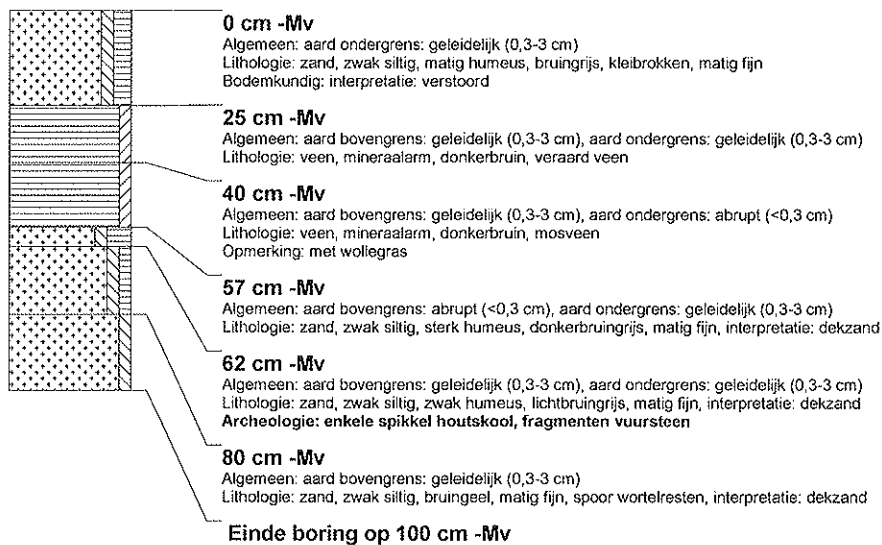 0 cm -Mv
Algemeen: aard ondergrens: geleidelijk (0,3-3 cm)
Lithologie: zand, zwak siltig, matig humeus, bruingrijs, kleibrokken, matig fijn
Bodemkundig: interpretatie: verstoord
25 cm -Mv
Algemeen: aard bovengrens: geleidelijk (0,3-3 cm), aard ondergrens: geleidelijk (0,3-3 cm)
Lithologie: veen, mineraalarm, donkerbruin, veraard veen
40 cm -Mv
Algemeen: aard bovengrens: geleidelijk (0,3-3 cm), aard ondergrens: abrupt (<0,3 cm)
Lithologie: veen, mineraalarm, donkerbruin, mosveen
Opmerking: met wollegras
57 cm -Mv
Algemeen: aard bovengrens: abrupt (<0,3 cm), aard ondergrens: geleidelijk (0,3-3 cm)
Lithologie: zand, zwak siltig, sterk humeus, donkerbruingrijs, matig fijn, interpretatie: dekzand
62 cm -Mv
Algemeen: aard bovengrens: geleidelijk (0,3-3 cm), aard ondergrens: geleidelijk (0,3-3 cm)
Lithologie: zand, zwak siltig, zwak humeus, lichtbruingrijs, matig fijn, interpretatie: dekzand
Archeologie: enkele spikkel houtskool, fragmenten vuursteen
80 cm -Mv
Algemeen: aard bovengrens: geleidelijk (0,3-3 cm)
Lithologie: zand, zwak siltig, bruingeel, matig fijn, spoor wortelresten, interpretatie: dekzand
Einde boring op 100 cm -Mv